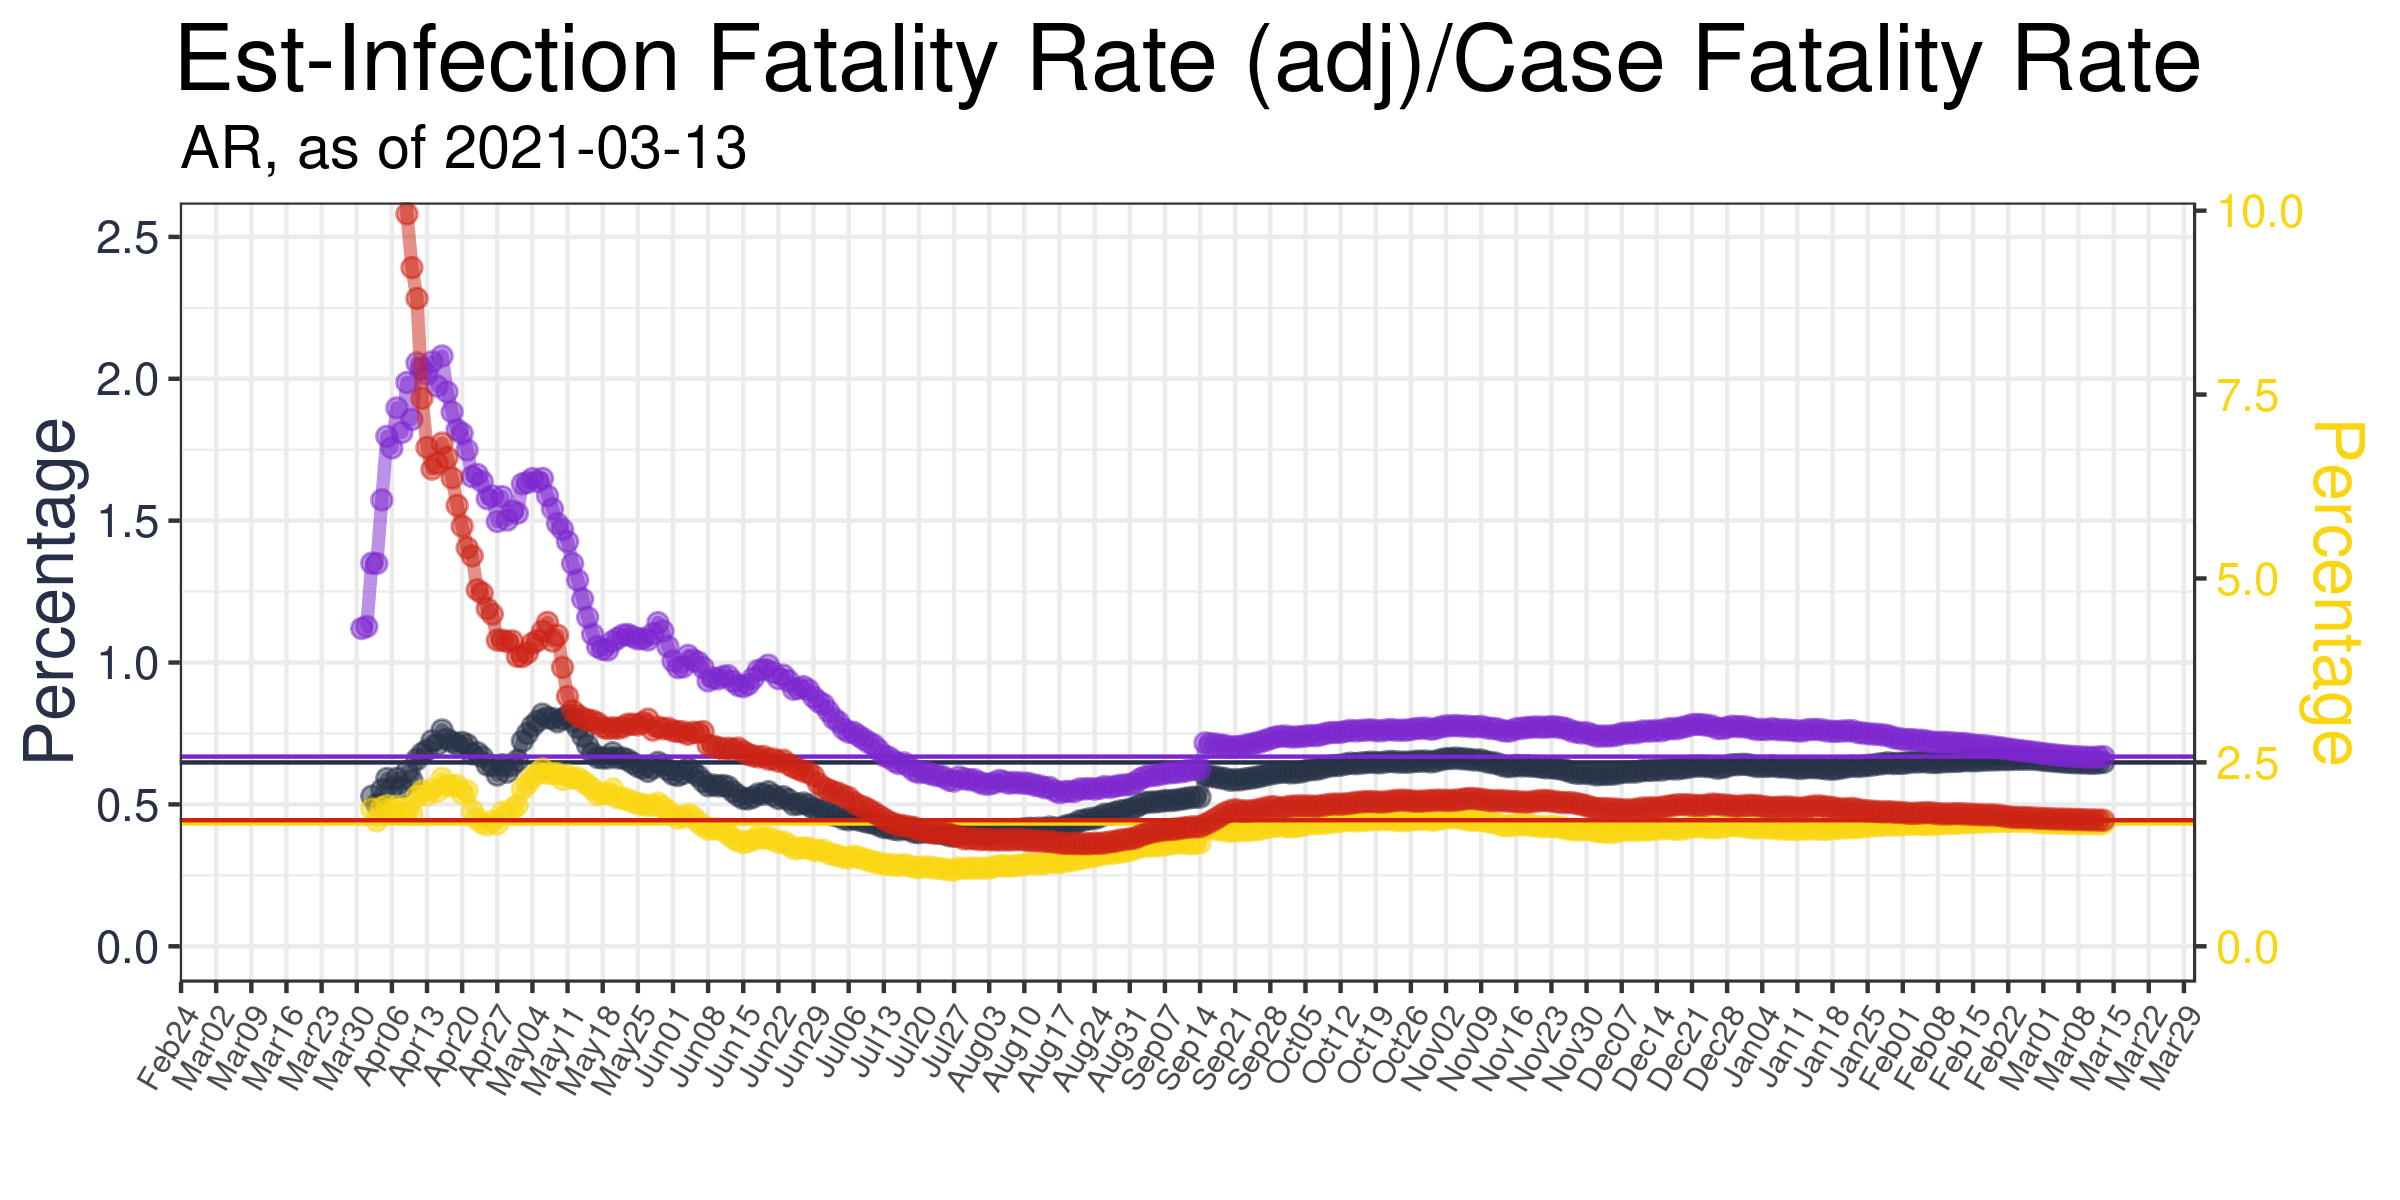 Est-Infection Fatality Rate (adj)/Case Fatality Rate
AR, as of 2021-03-13
Percentage
2.5
2.0
1.5
1.0
0.5
0.0
10.0
7.5
5.0
2.5
0.0
Percentage
Feb24
Mar02
Mar09
Mar16
Mar23
Mar30
Apr06
Apr13
Apr20
Apr27
May04
May11
May18
May25
Jun01
Jun08
Jun15
Jun22
Jun29
Jul06
Jul13
Jul20
Jul27
Aug03
Aug10
Aug17
Aug24
Aug31
Sep07
Sep14
Sep21
Sep28
Oct05
Oct12
Oct19
Oct26
Nov02
Nov09
Nov16
Nov23
Nov30
Dec07
Dec14
Dec21
Dec28
Jan04
Jan11
Jan18
Jan25
Feb01
Feb08
Feb15
Feb22
Mar01
Mar08
Mar15
Mar22
Mar29